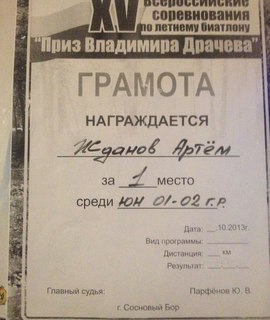 XV Всероссийские
соревнования
по летнему биатлону
"Приз Владимира Драчева"
ГРАМОТА
НАГРАЖДАЕТСЯ
Жданов Артём
за 1 место
среди ЮН 01-02 г.р.
Дата: __.10.2013г.
Вид программы:
Дистанция: км
Результат:
Главный судья: Парфёнов Ю. В.
г. Сосновый Бор